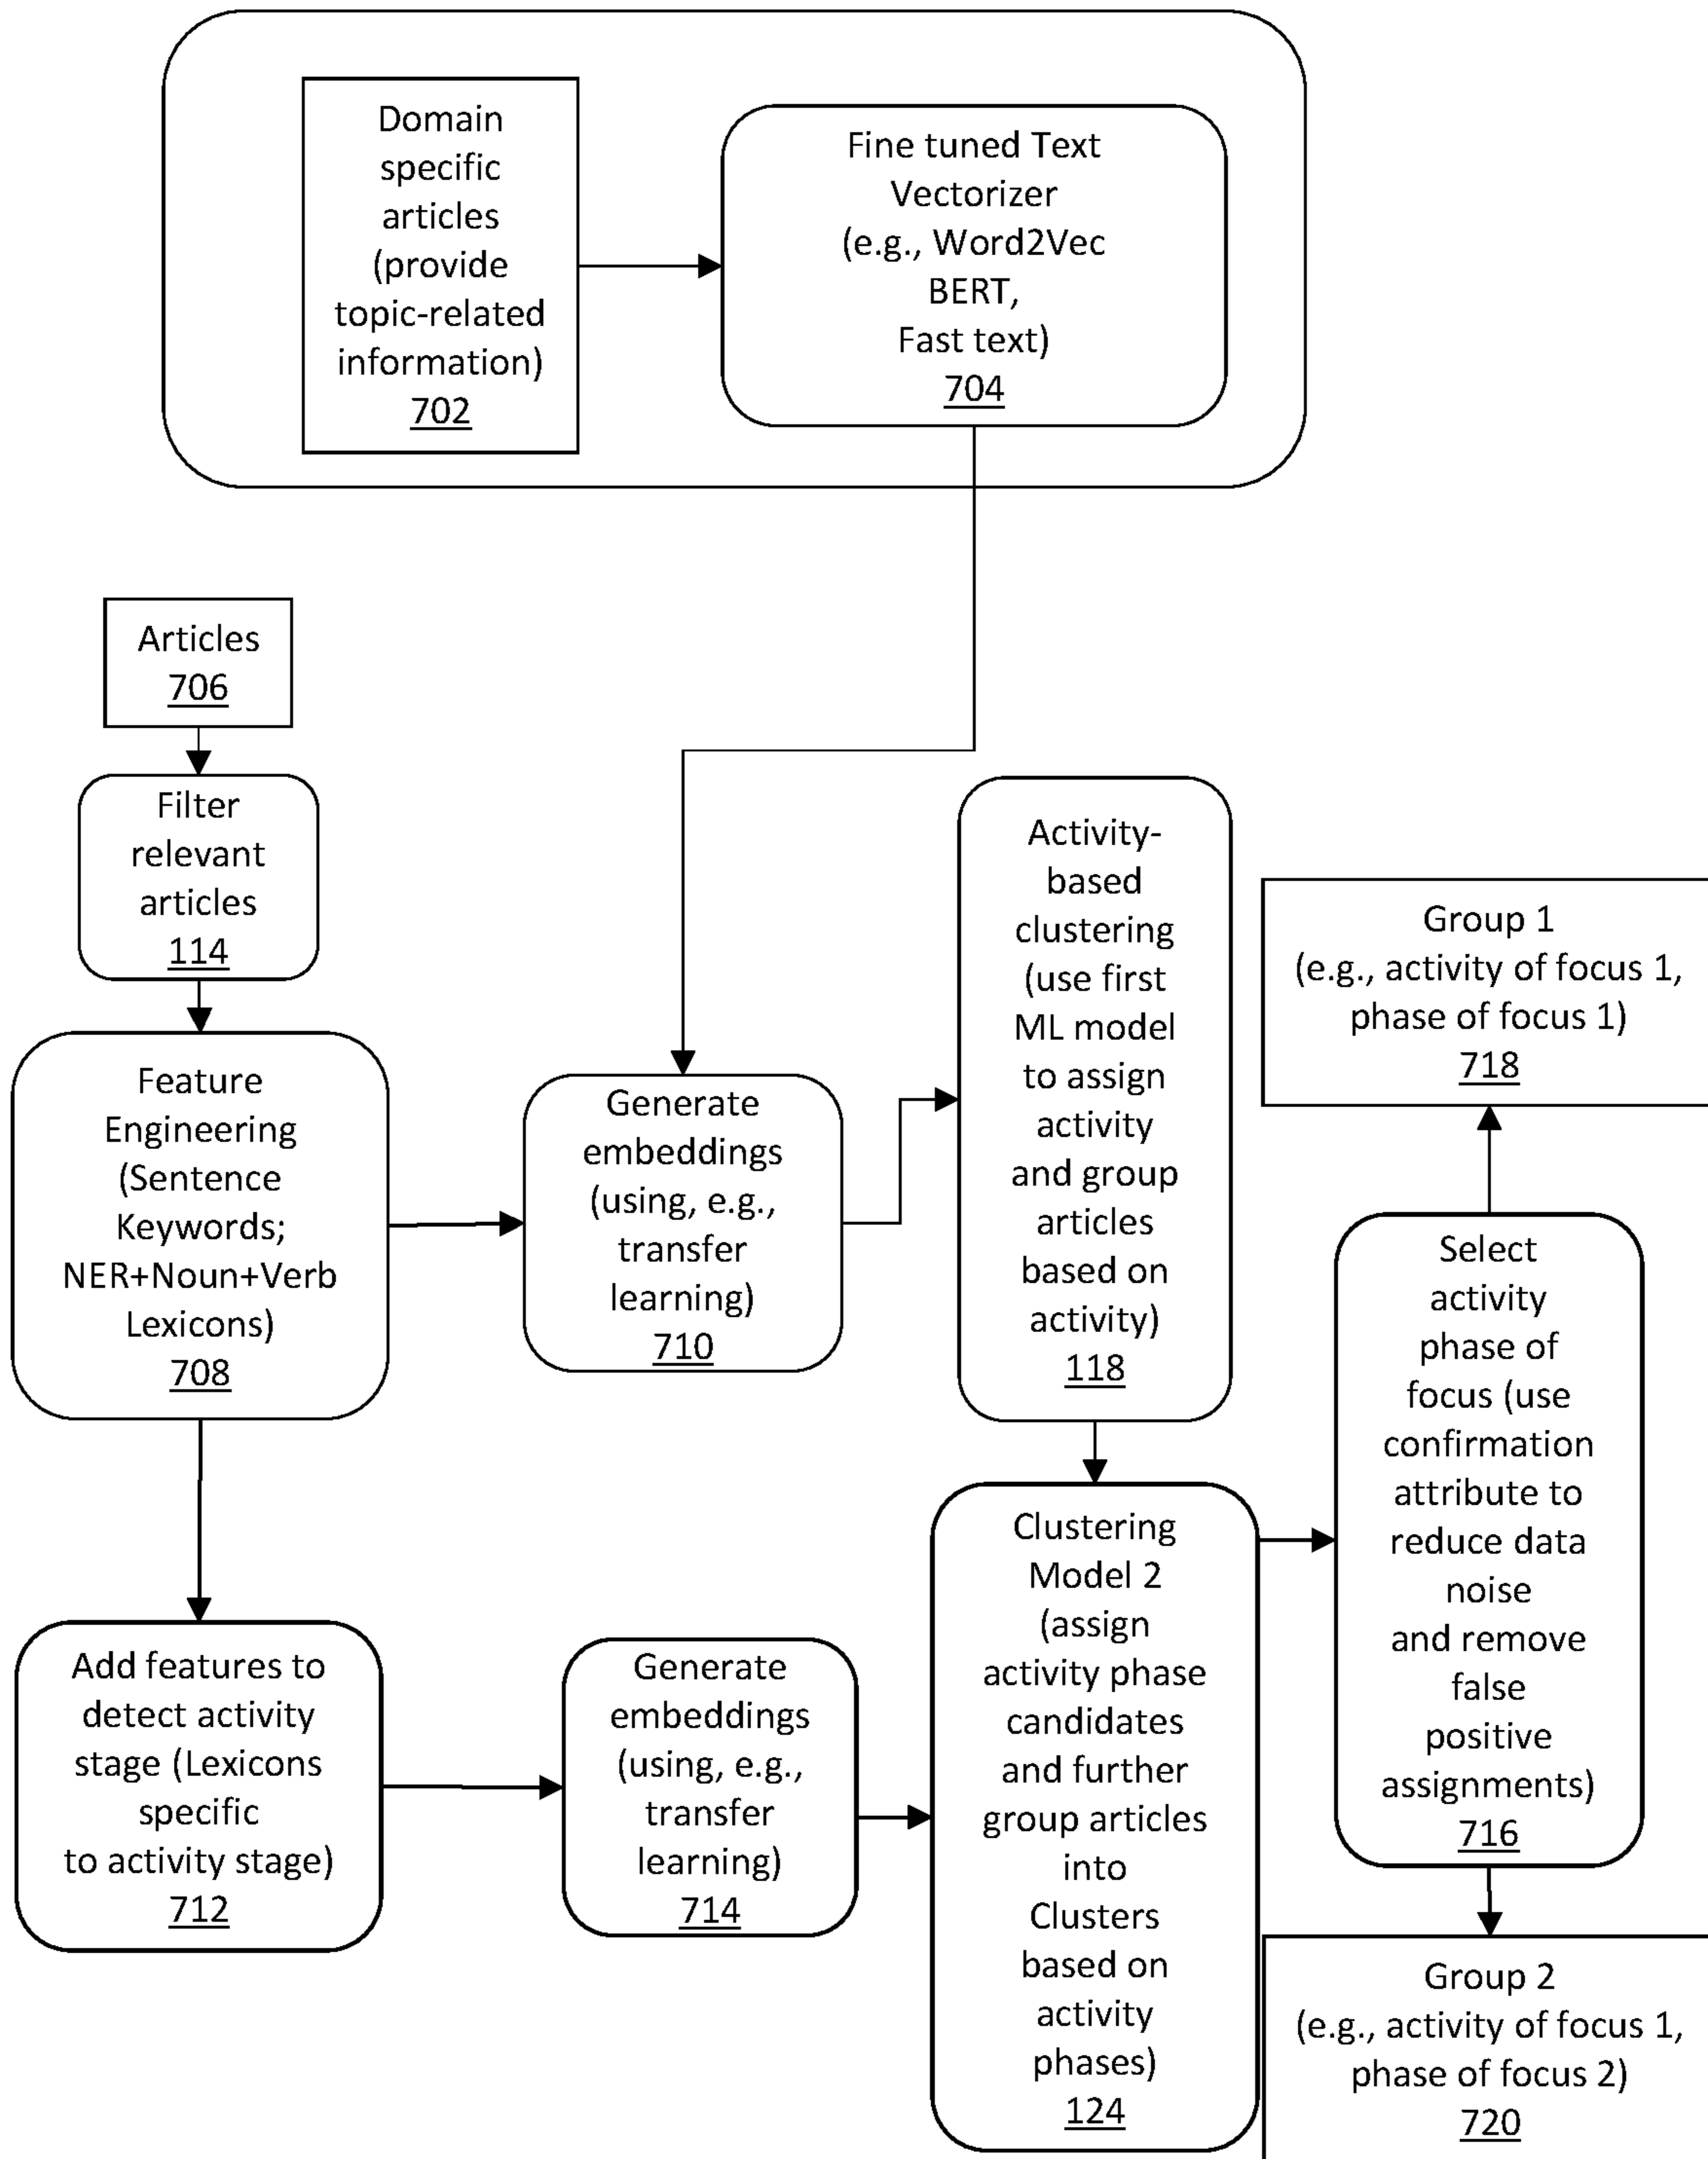 Domain
specific
articles
(provide
topic-related
information)
702
Fine tuned Text
Vectorizer
(e.g., Word2Vec
BERT,
Fast text)
704
Articles
706
Filter
relevant
articles
114
Feature
Engineering
(Sentence
Keywords;
NER+Noun+Verb
Lexicons)
708
Generate
embeddings
(using, e.g.,
transfer
learning)
710
Activity-
based
clustering
(use first
ML model
to assign
activity
and group
articles
based on
activity)
118
Group 1
(e.g., activity of focus 1,
phase of focus 1)
718
Add features to
detect activity
stage (Lexicons
specific
to activity stage)
712
Generate
embeddings
(using, e.g.,
transfer
learning)
714
Clustering
Model 2
(assign
activity phase
candidates
and further
group articles
into
Clusters
based on
activity
phases)
124
Select
activity
phase of
focus (use
confirmation
attribute to
reduce data
noise
and remove
false
positive
assignments)
716
Group 2
(e.g., activity of focus 1,
phase of focus 2)
720